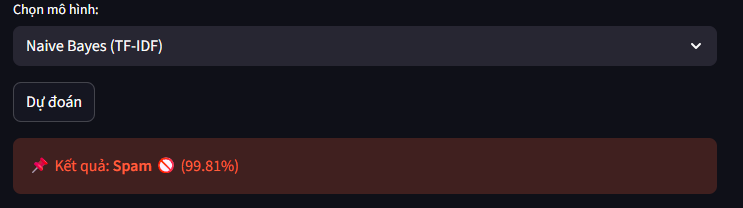 Chọn mô hình:
Naive Bayes (TF-IDF)
Dự đoán
📌 Kết quả: Spam 🚫 (99.81%)